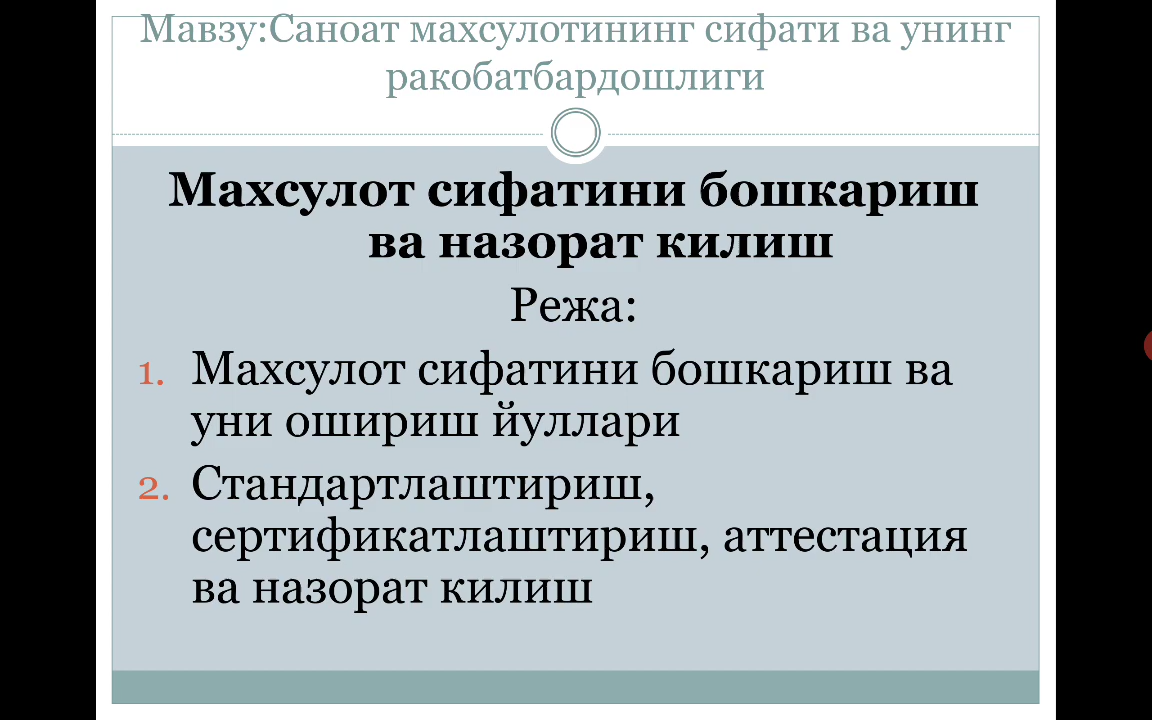 Мавзу:Саноат махсулотининг сифати ва унинг
ракобатбардошлиги
Махсулот сифатини бошкариш
ва назорат килиш
Режа:
1. Махсулот сифатини бошкариш ва
уни ошириш йуллари
2. Стандартлаштириш,
сертификатлаштириш, аттестация
ва назорат килиш